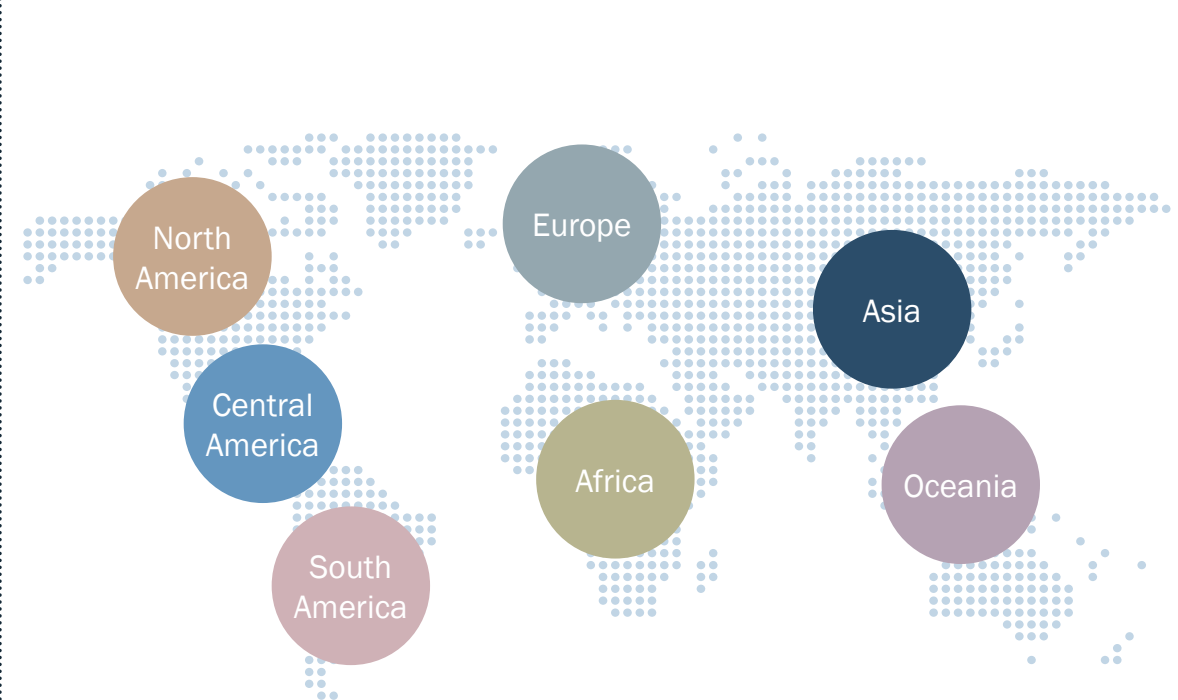 North
America
Europe
Asia
Central
America
Africa
Oceania
South
America